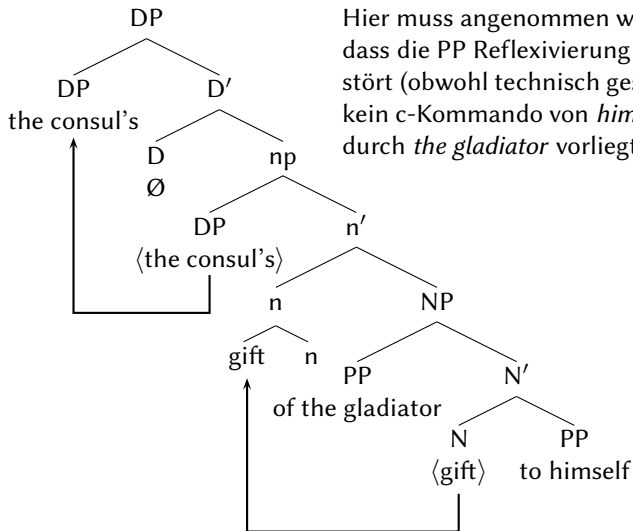 Hier muss angenommen w
dass die PP Reflexivierung
stört (obwohl technisch ges
kein c-Kommando von him
durch the gladiator vorliegt
DP
DP D′
the consul's
D np
Ø
DP n′
⟨the consul's⟩
n NP
gift n
PP N′
of the gladiator
N PP
⟨gift⟩ to himself